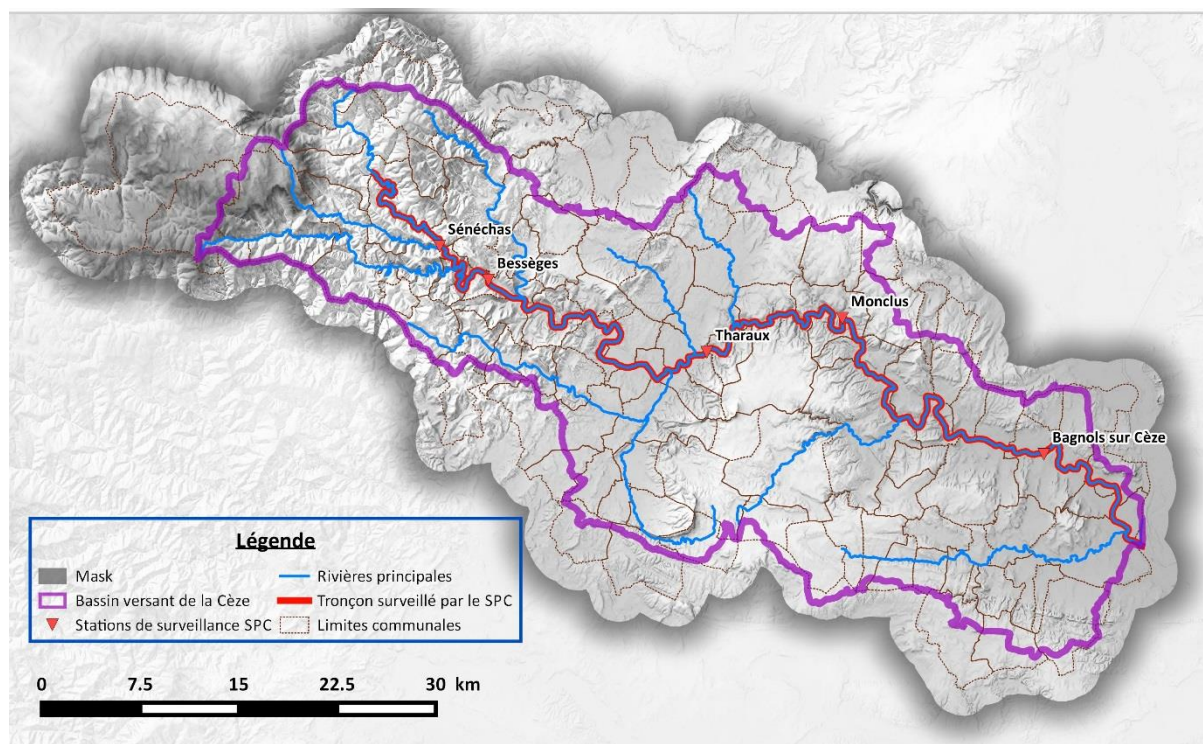 Sénéchas
Bessèges
Monclus
Tharaux
Bagnols sur Cèze
Légende
Mask
Rivières principales
Bassin versant de la Cèze
Tronçon surveillé par le SPC
Stations de surveillance SPC
Limites communales
0 7.5 15 22.5 30 km